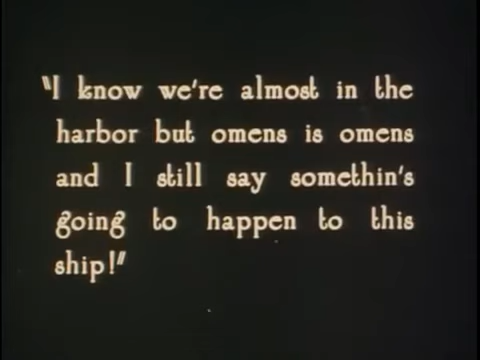 "I know we're almost in the
harbor but omens is omens
and I still say somethin's
going to happen to this
ship!"